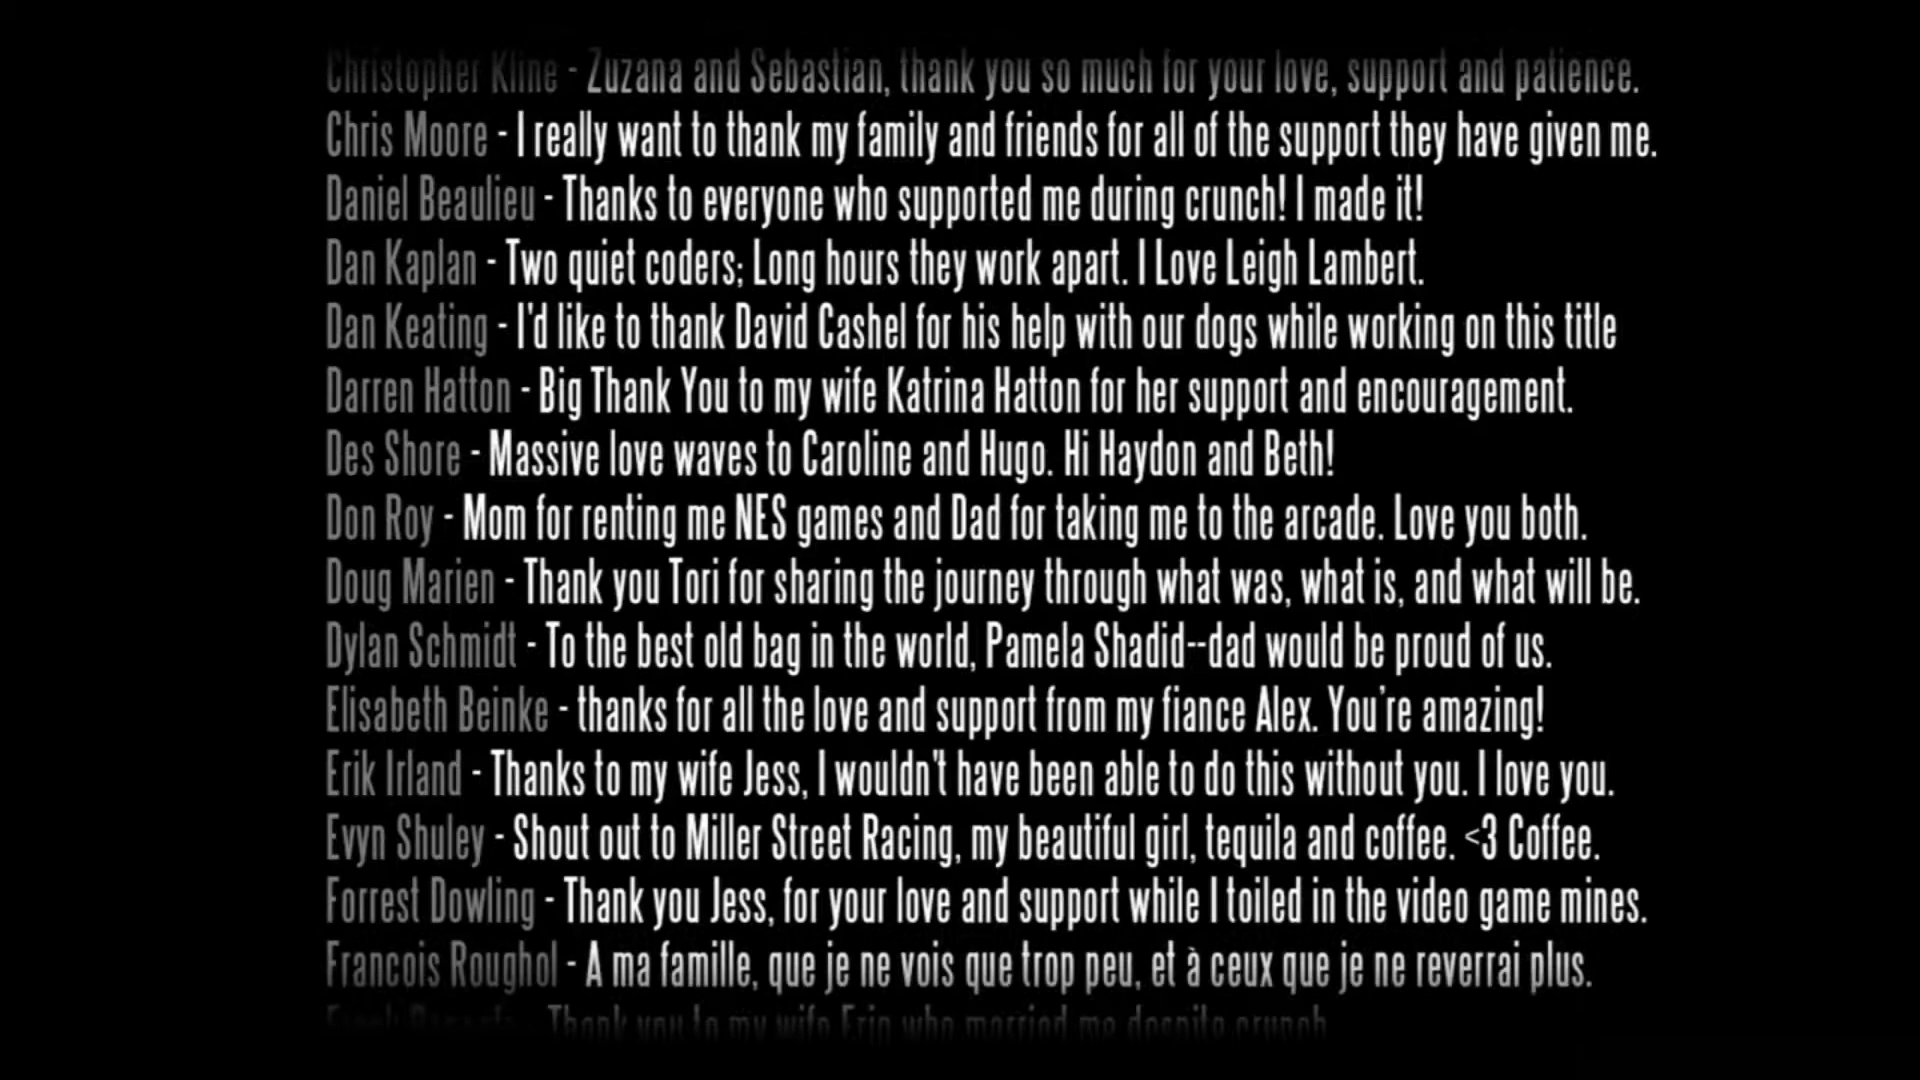 Christopher Kline - Zuzana and Sebastian, thank you so much for your love, support and patience.
Chris Moore - I really want to thank my family and friends for all of the support they have given me.
Daniel Beaulieu - Thanks to everyone who supported me during crunch! I made it!
Dan Kaplan - Two quiet coders; Long hours they work apart. I Love Leigh Lambert.
Dan Keating - I'd like to thank David Cashel for his help with our dogs while working on this title
Darren Hatton - Big Thank You to my wife Katrina Hatton for her support and encouragement.
Des Shore - Massive love waves to Caroline and Hugo. Hi Haydon and Beth!
Don Roy - Mom for renting me NES games and Dad for taking me to the arcade. Love you both.
Doug Marien - Thank you Tori for sharing the journey through what was, what is, and what will be.
Dylan Schmidt - To the best old bag in the world, Pamela Shadid--dad would be proud of us.
Elisabeth Beinke - thanks for all the love and support from my fiance Alex. You're amazing!
Erik Irland - Thanks to my wife Jess, I wouldn't have been able to do this without you. I love you.
Evyn Shuley - Shout out to Miller Street Racing, my beautiful girl, tequila and coffee. <3 Coffee.
Forrest Dowling - Thank you Jess, for your love and support while I toiled in the video game mines.
Francois Roughol - A ma famille, que je ne vois que trop peu, et à ceux que je ne reverrai plus.
- Thank you to my wife Erin who married me despite crunch